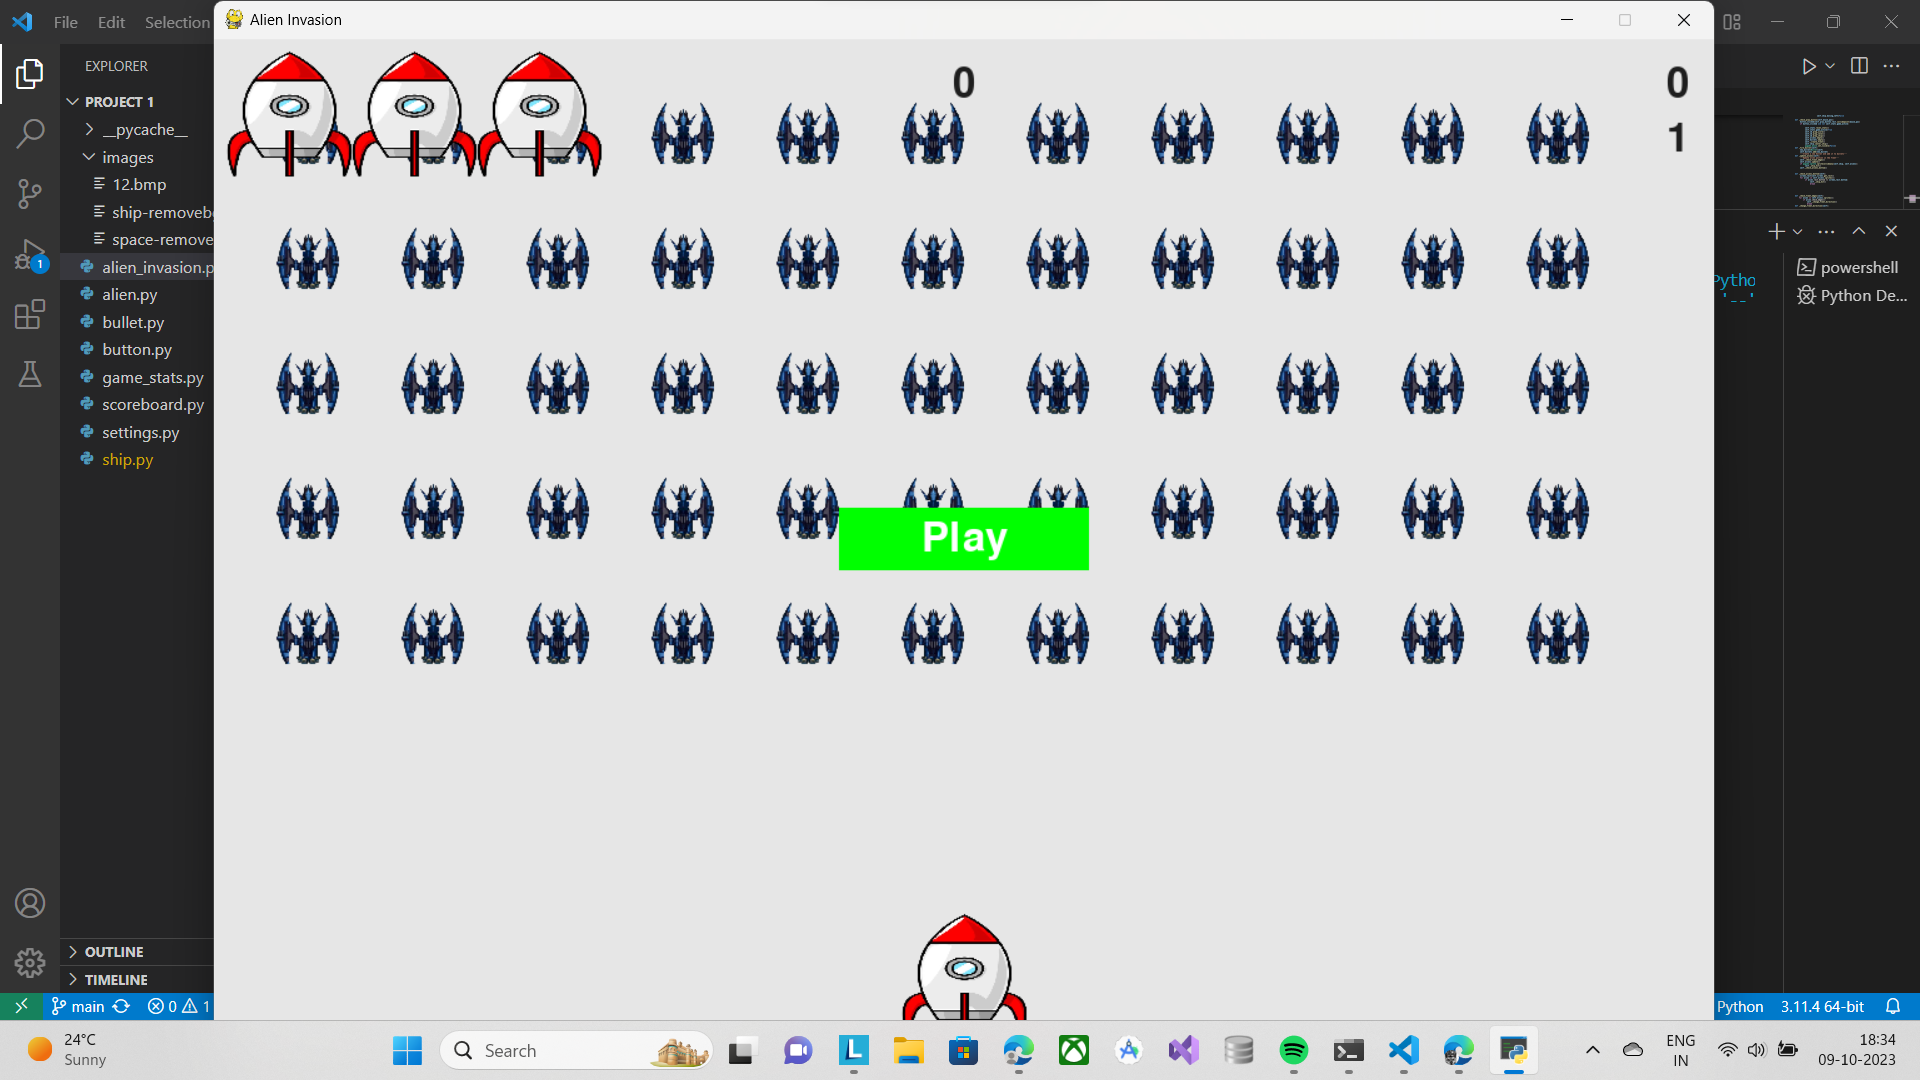 File Edit Selection
Alien Invasion
EXPLORER
PROJECT 1
__pycache__
images
12.bmp
ship-removeb
space-remove
alien_invasion.p
alien.py
bullet.py
button.py
game_stats.py
scoreboard.py
settings.py
ship.py
OUTLINE
TIMELINE
0
0
1
Play
Pytho
'--'
powershell
Python De...
1
main
0
1
Python
3.11.4 64-bit
24°C
Sunny
Search
ENG
IN
18:34
09-10-2023